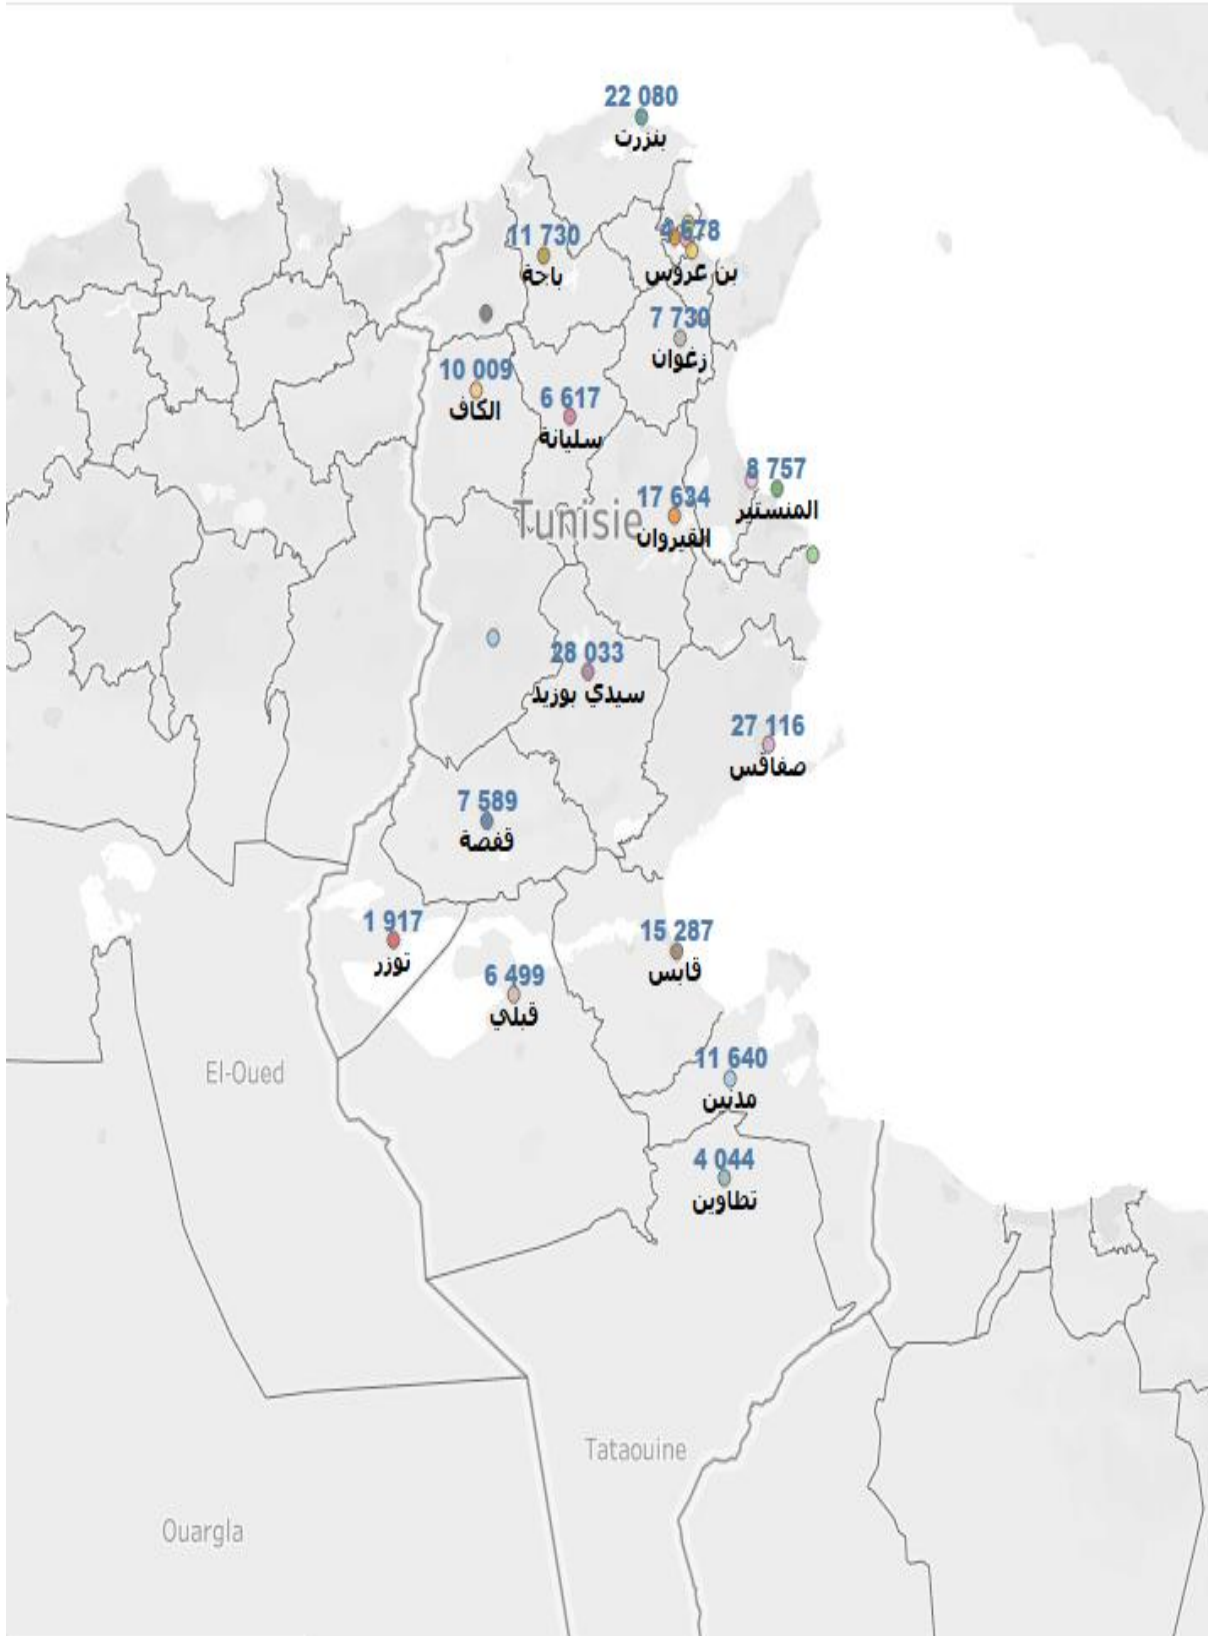 22 080
بنزرت
11 730
باجة
4 678
بن عروس
7 730
زغوان
10 009
الكاف
6 617
سليانة
8 757
المنستير
17 634
القيروان
Tunisie
28 033
سيدي بوزيد
27 116
صفاقس
7 589
قفصة
1 917
توزر
15 287
قابس
6 499
قبلي
El-Oued
11 640
مدنين
4 044
تطاوين
Tataouine
Ouargla